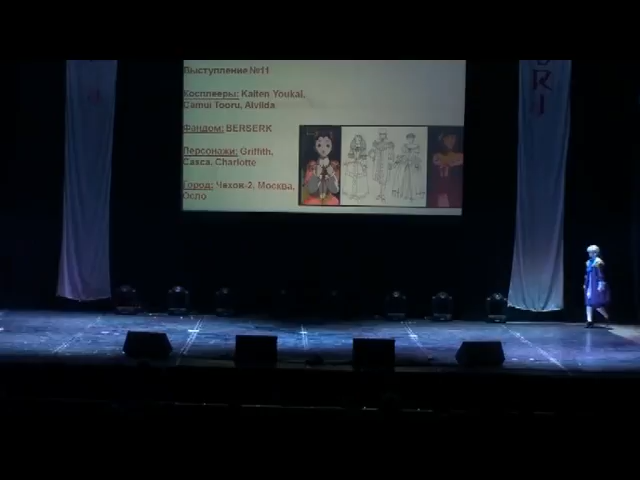 Выступление №11
Косплееры: Kaiten Youkai,
Camui Tooru, Alvilda
Фандом: BERSERK
Персонажи: Griffith,
Casca, Charlotte
Город: Чехов-2, Москва,
Осло